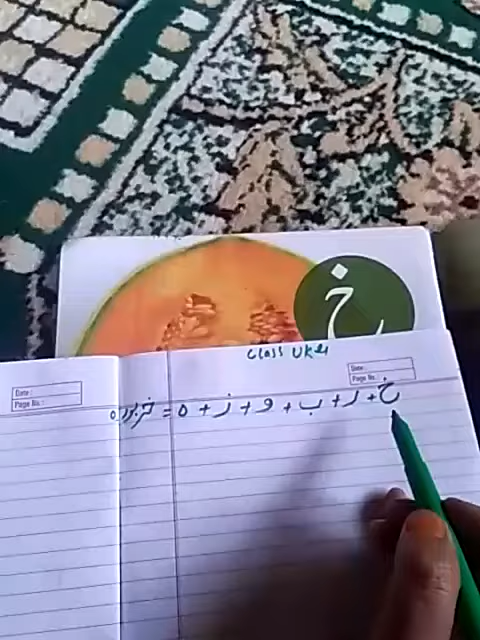 خ
Class UKG
Date :
Page No. :
Date :
Page No. :
خ + ر + ب + و + ز + ہ = خربوزہ